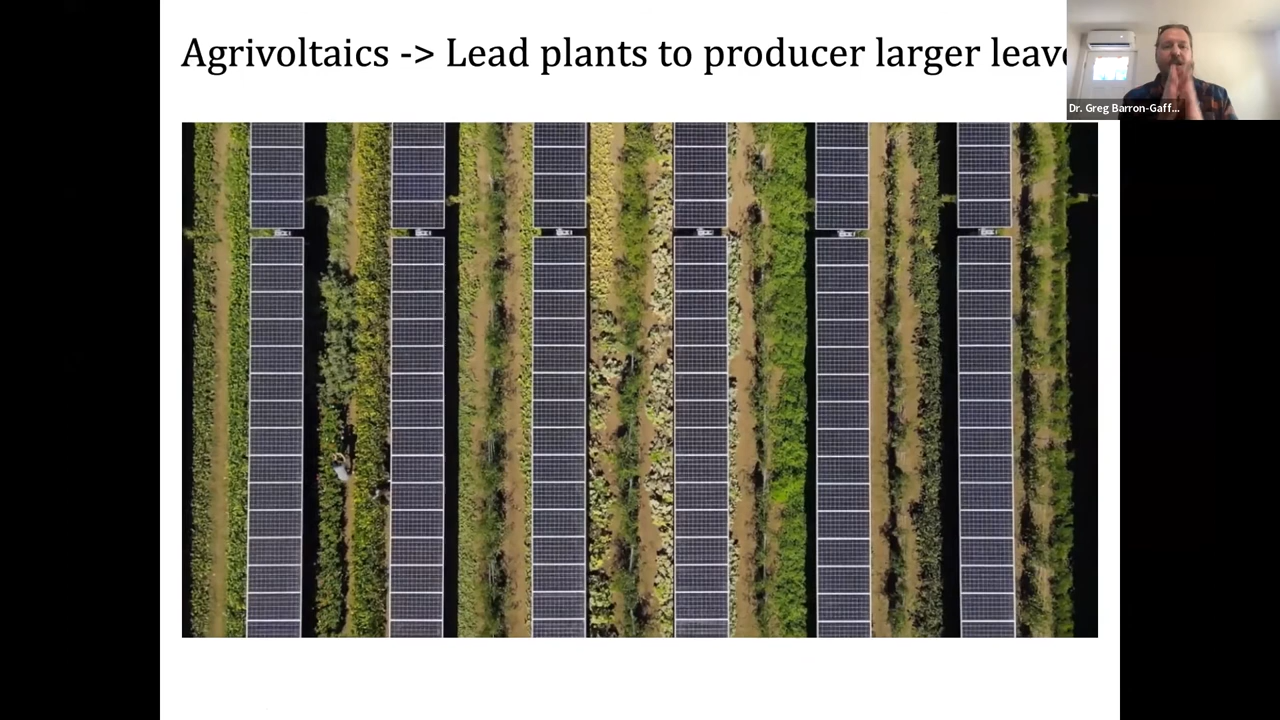 Agrivoltaics -> Lead plants to producer larger leave
Dr. Greg Barron-Gaff...